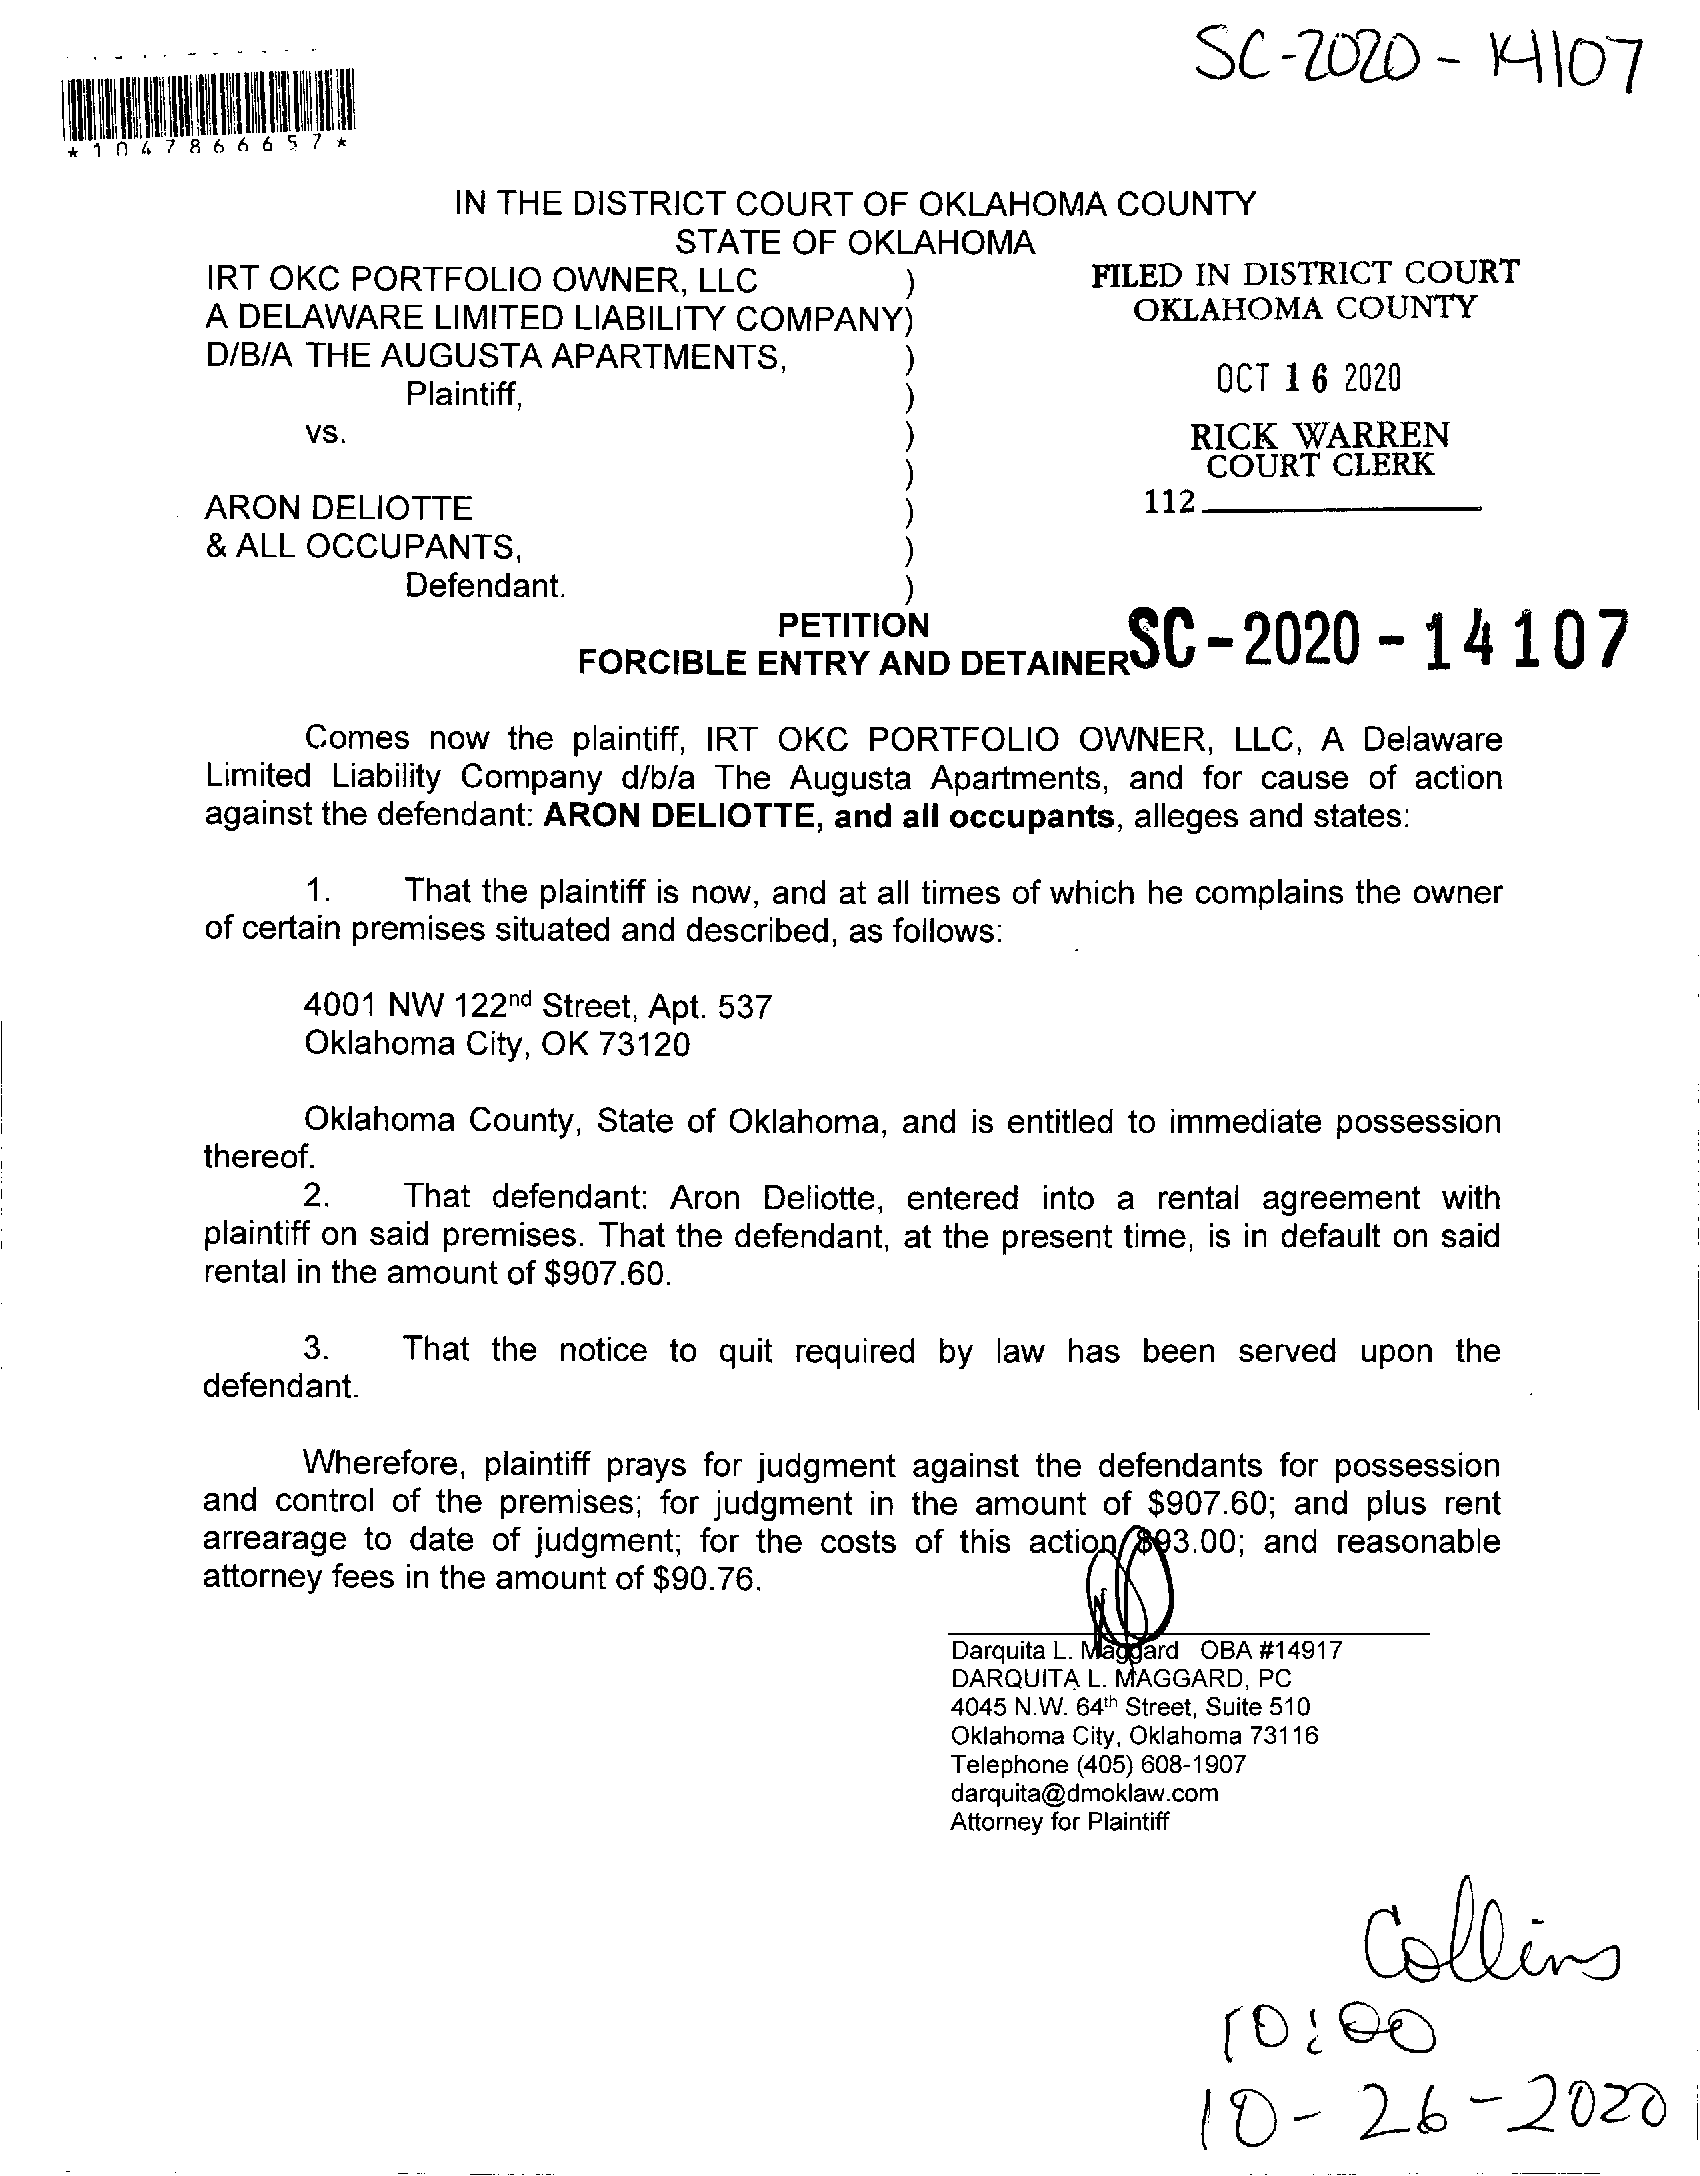 SC-2020-14107
*1047866657*
IN THE DISTRICT COURT OF OKLAHOMA COUNTY
STATE OF OKLAHOMA
IRT OKC PORTFOLIO OWNER, LLC )
A DELAWARE LIMITED LIABILITY COMPANY)
D/B/A THE AUGUSTA APARTMENTS, )
Plaintiff, )
vs. )
)
ARON DELIOTTE )
& ALL OCCUPANTS, )
Defendant. )
FILED IN DISTRICT COURT
OKLAHOMA COUNTY
OCT 16 2020
RICK WARREN
COURT CLERK
112
PETITION
FORCIBLE ENTRY AND DETAINER
SC-2020-14107
Comes now the plaintiff, IRT OKC PORTFOLIO OWNER, LLC, A Delaware
Limited Liability Company d/b/a The Augusta Apartments, and for cause of action
against the defendant: ARON DELIOTTE, and all occupants, alleges and states:
1. That the plaintiff is now, and at all times of which he complains the owner
of certain premises situated and described, as follows:
4001 NW 122nd Street, Apt. 537
Oklahoma City, OK 73120
Oklahoma County, State of Oklahoma, and is entitled to immediate possession
thereof.
2. That defendant: Aron Deliotte, entered into a rental agreement with
plaintiff on said premises. That the defendant, at the present time, is in default on said
rental in the amount of $907.60.
3. That the notice to quit required by law has been served upon the
defendant.
Wherefore, plaintiff prays for judgment against the defendants for possession
and control of the premises; for judgment in the amount of $907.60; and plus rent
arrearage to date of judgment; for the costs of this action $93.00; and reasonable
attorney fees in the amount of $90.76.
Darquita L. Maggard OBA #14917
DARQUITA L. MAGGARD, PC
4045 N.W. 64th Street, Suite 510
Oklahoma City, Oklahoma 73116
Telephone (405) 608-1907
darquita@dmoklaw.com
Attorney for Plaintiff
Collins
10:00
10-26-2020